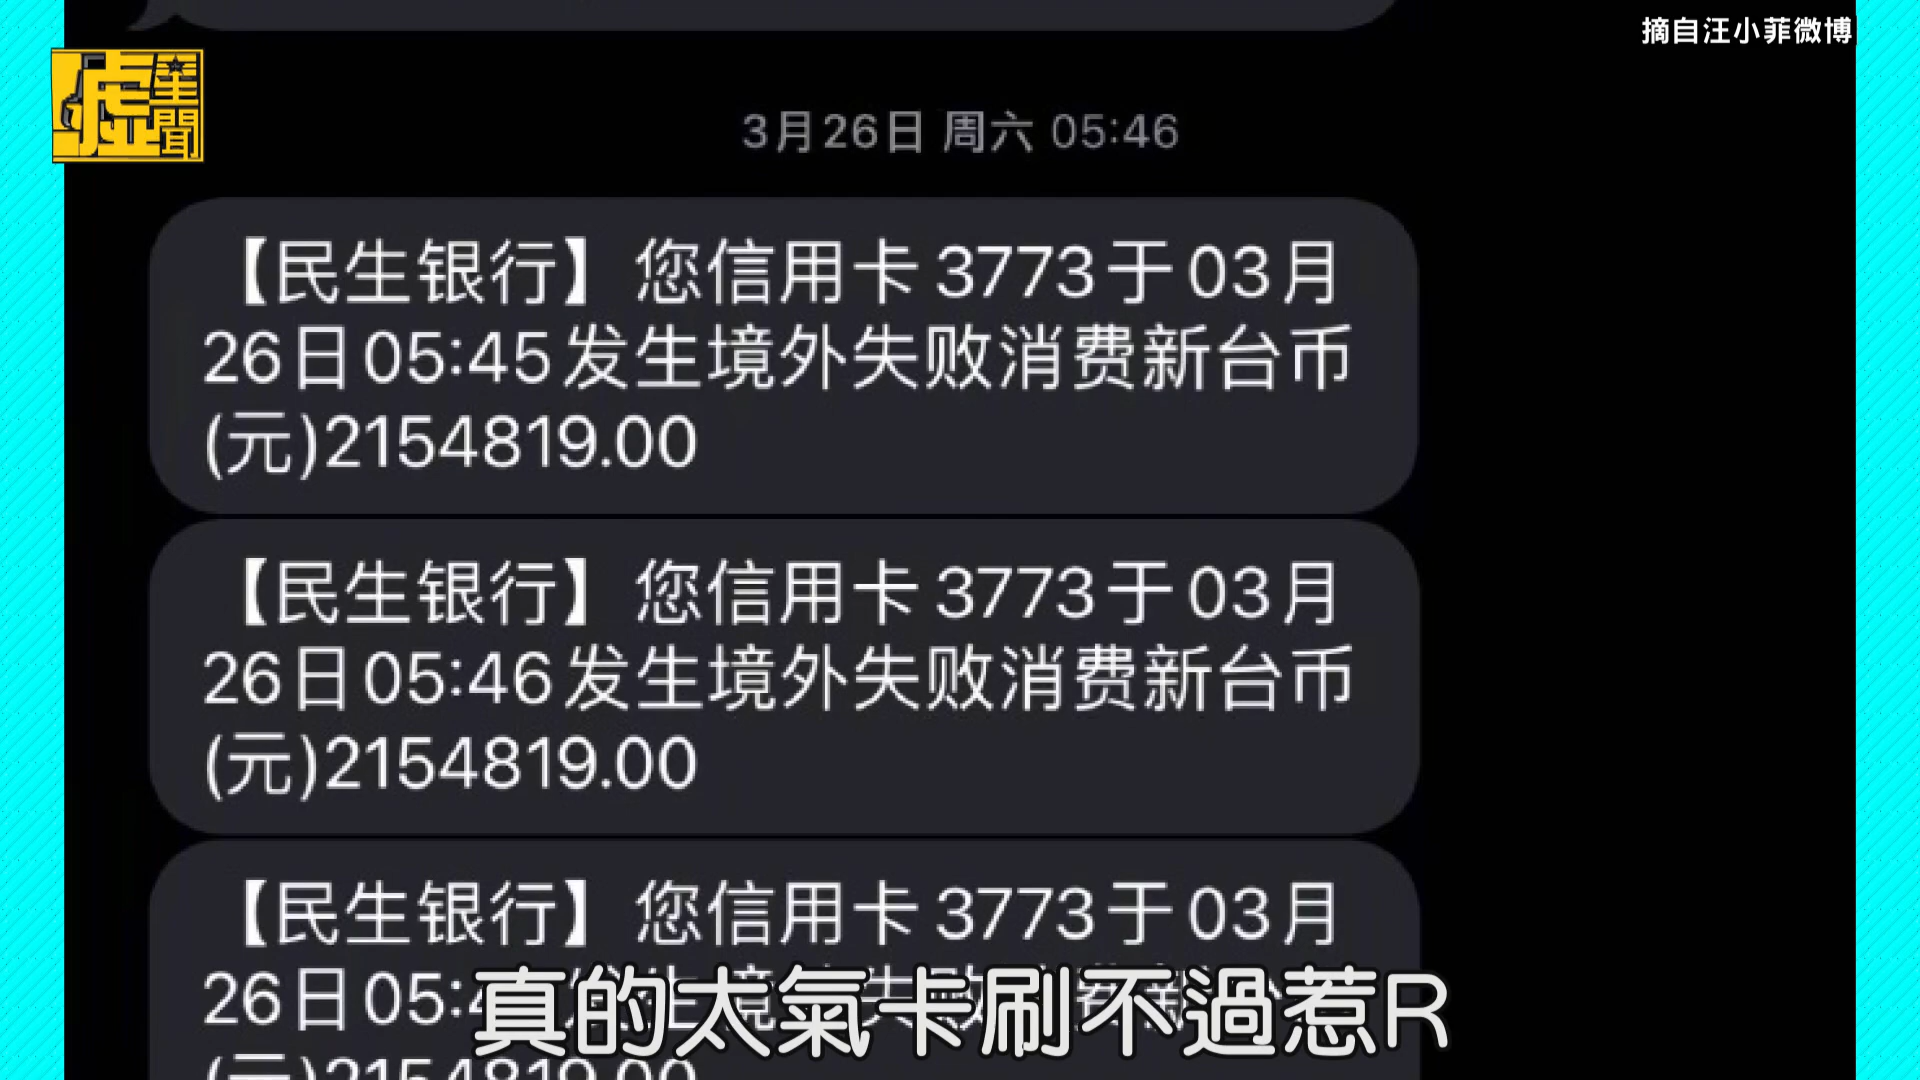 摘自汪小菲微博
噓星聞
3月26日 周六 05:46
【民生银行】您信用卡3773于03月
26日05:45发生境外失败消费新台币
(元)2154819.00
【民生银行】您信用卡3773于03月
26日05:46发生境外失败消费新台币
(元)2154819.00
【民生银行】您信用卡3773于03月
26日05:4
真的太氣卡刷不過惹R